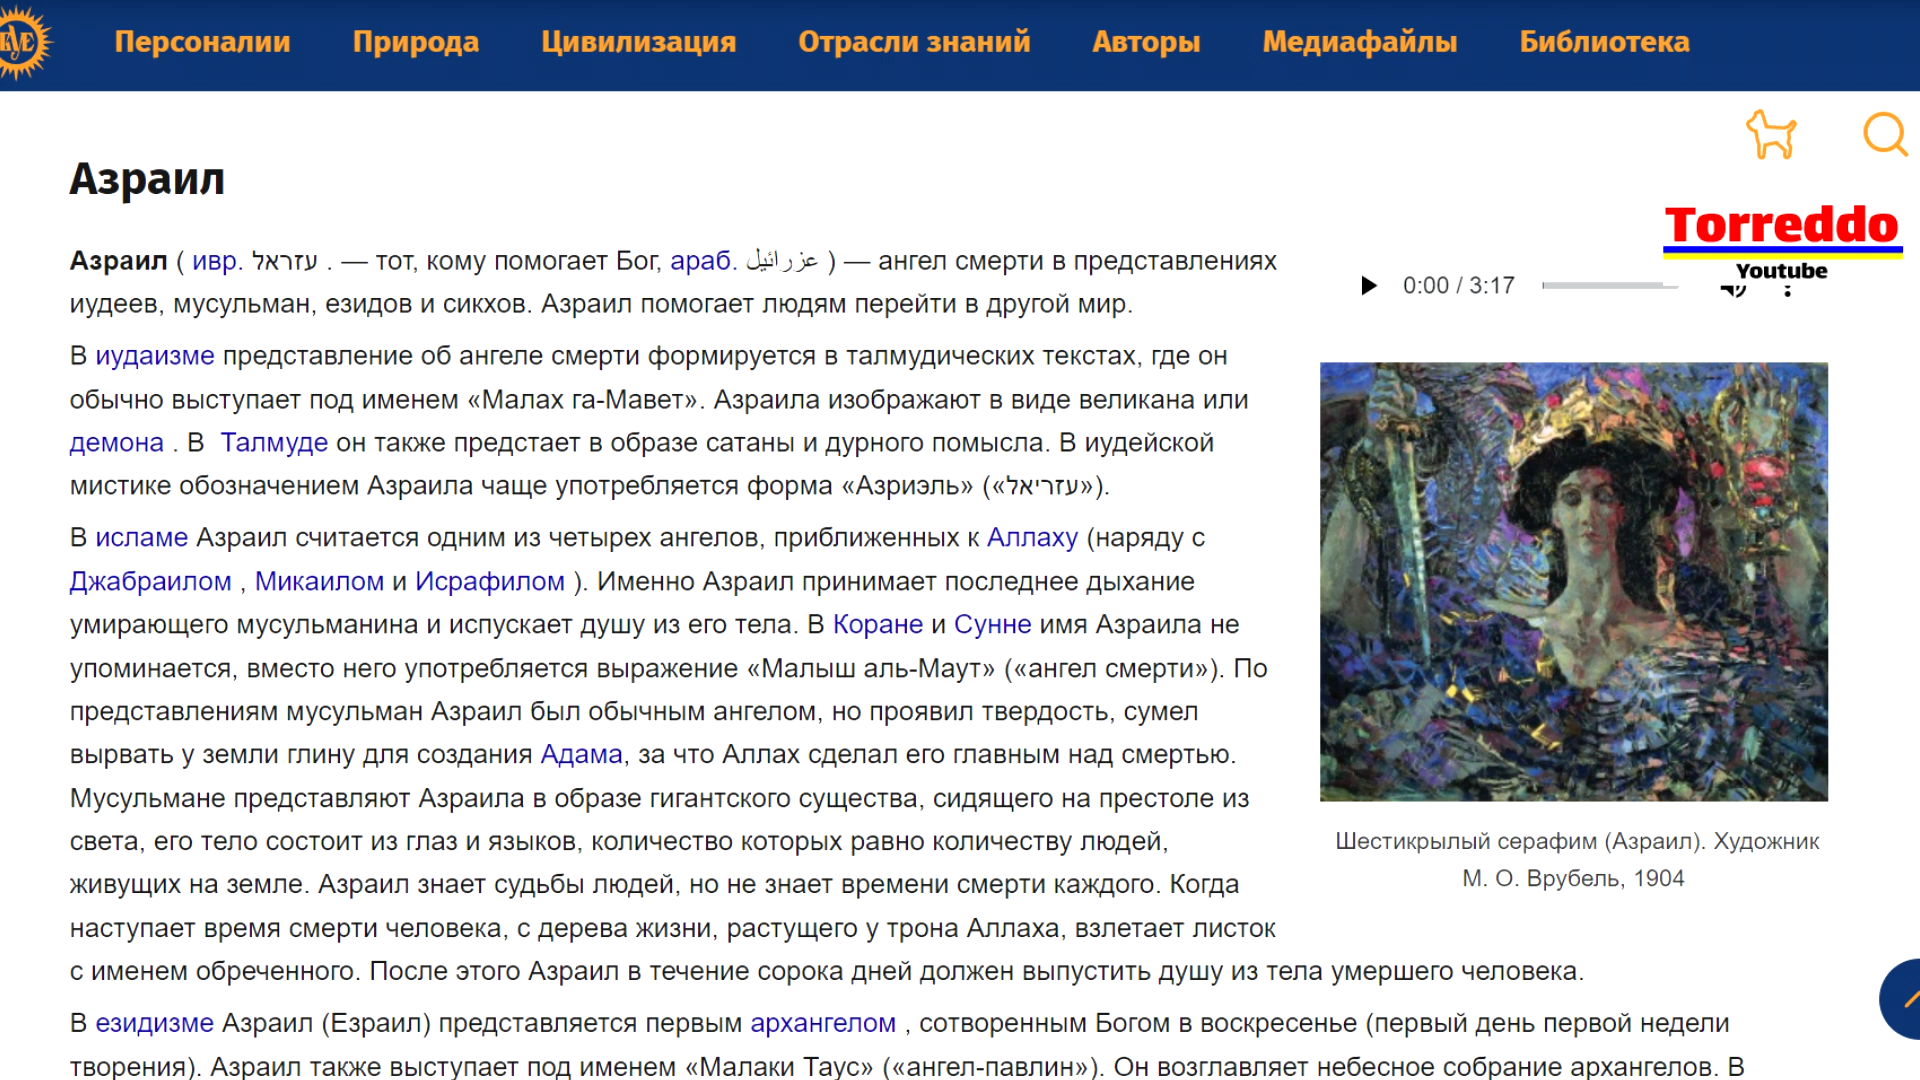 Персоналии Природа Цивилизация Отрасли знаний Авторы Медиафайлы Библиотека
Азраил
Torreddo
Youtube
0:00 / 3:17
Азраил ( ивр. עזראל . — тот, кому помогает Бог, араб. عزرائيل ) — ангел смерти в представлениях
иудеев, мусульман, езидов и сикхов. Азраил помогает людям перейти в другой мир.
В иудаизме представление об ангеле смерти формируется в талмудических текстах, где он
обычно выступает под именем «Малах га-Мавет». Азраила изображают в виде великана или
демона . В Талмуде он также предстает в образе сатаны и дурного помысла. В иудейской
мистике обозначением Азраила чаще употребляется форма «Азриэль» («עזריאל»).
В исламе Азраил считается одним из четырех ангелов, приближенных к Аллаху (наряду с
Джабраилом , Микаилом и Исрафилом ). Именно Азраил принимает последнее дыхание
умирающего мусульманина и испускает душу из его тела. В Коране и Сунне имя Азраила не
упоминается, вместо него употребляется выражение «Малыш аль-Маут» («ангел смерти»). По
представлениям мусульман Азраил был обычным ангелом, но проявил твердость, сумел
вырвать у земли глину для создания Адама, за что Аллах сделал его главным над смертью.
Мусульмане представляют Азраила в образе гигантского существа, сидящего на престоле из
света, его тело состоит из глаз и языков, количество которых равно количеству людей,
живущих на земле. Азраил знает судьбы людей, но не знает времени смерти каждого. Когда
наступает время смерти человека, с дерева жизни, растущего у трона Аллаха, взлетает листок
с именем обреченного. После этого Азраил в течение сорока дней должен выпустить душу из тела умершего человека.
В езидизме Азраил (Езраил) представляется первым архангелом , сотворенным Богом в воскресенье (первый день первой недели
творения). Азраил также выступает под именем «Малаки Таус» («ангел-павлин»). Он возглавляет небесное собрание архангелов. В
Шестикрылый серафим (Азраил). Художник
М. О. Врубель, 1904